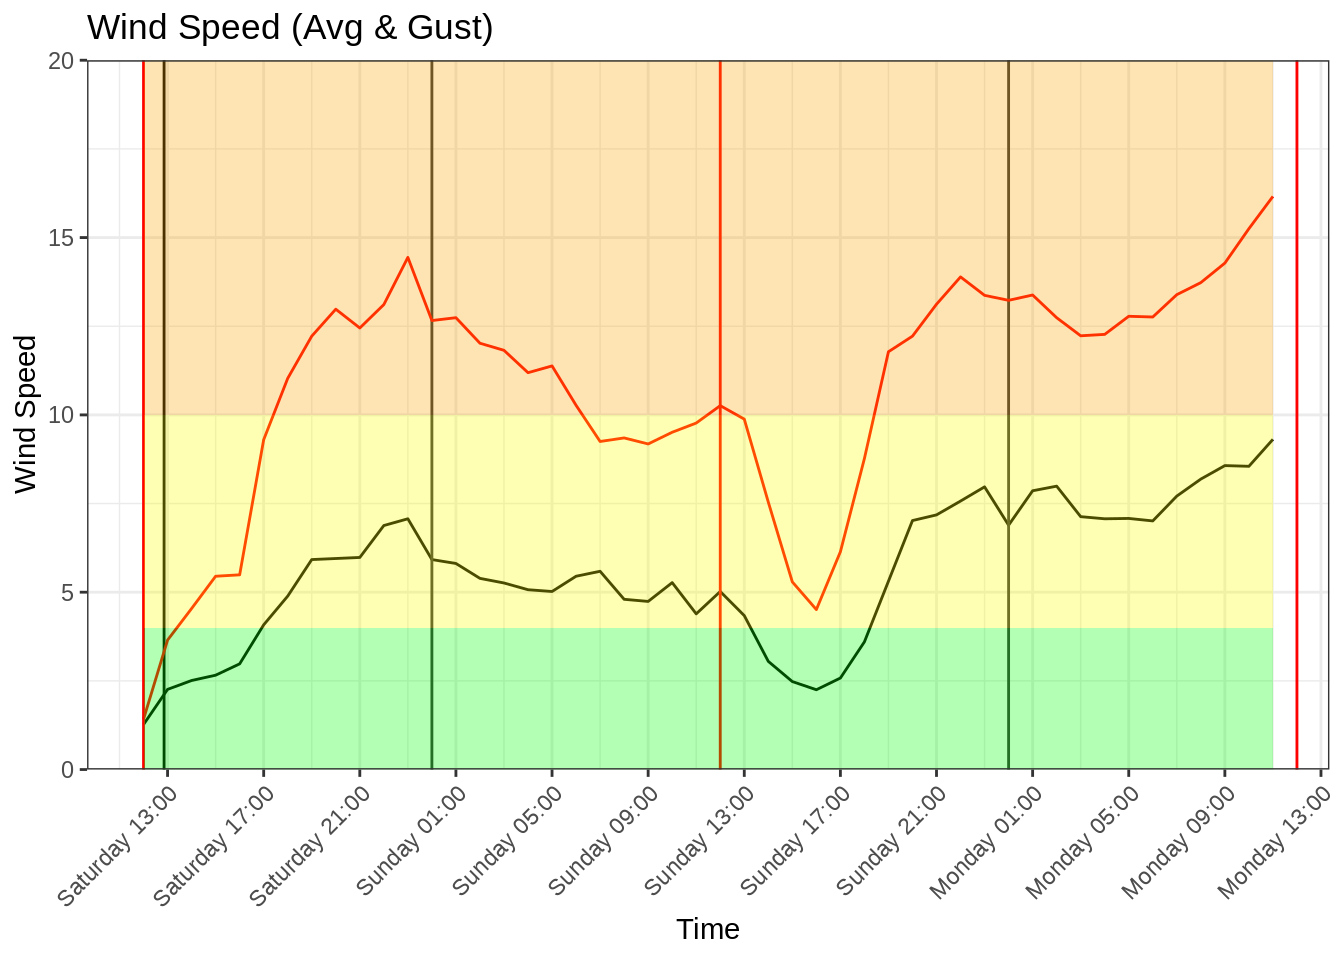 Wind Speed (Avg & Gust)
20
15
10
5
0
Wind Speed
Saturday 13:00
Saturday 17:00
Saturday 21:00
Sunday 01:00
Sunday 05:00
Sunday 09:00
Sunday 13:00
Sunday 17:00
Sunday 21:00
Monday 01:00
Monday 05:00
Monday 09:00
Monday 13:00
Time